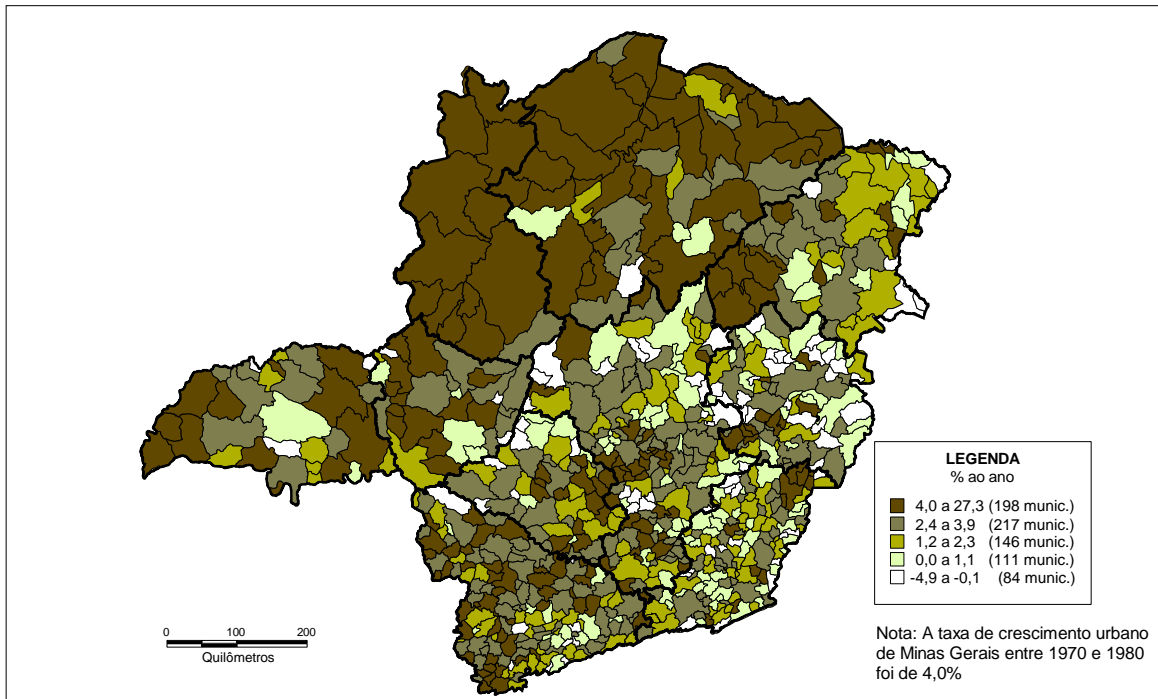 LEGENDA
% ao ano
4,0 a 27,3 (198 munic.)
2,4 a 3,9 (217 munic.)
1,2 a 2,3 (146 munic.)
0,0 a 1,1 (111 munic.)
-4,9 a -0,1 (84 munic.)
0 100 200
Quilômetros
Nota: A taxa de crescimento urbano
de Minas Gerais entre 1970 e 1980
foi de 4,0%